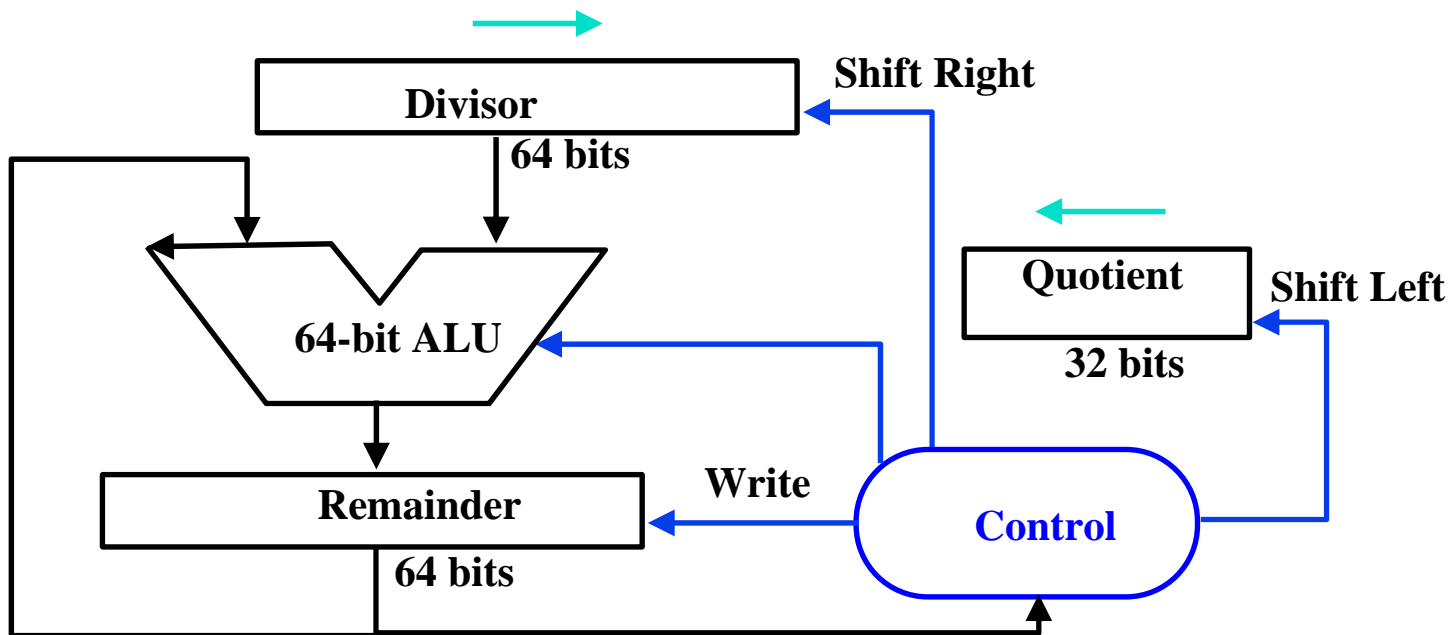 Divisor
Shift Right
64 bits
Quotient
Shift Left
64-bit ALU
32 bits
Remainder
Write
Control
64 bits